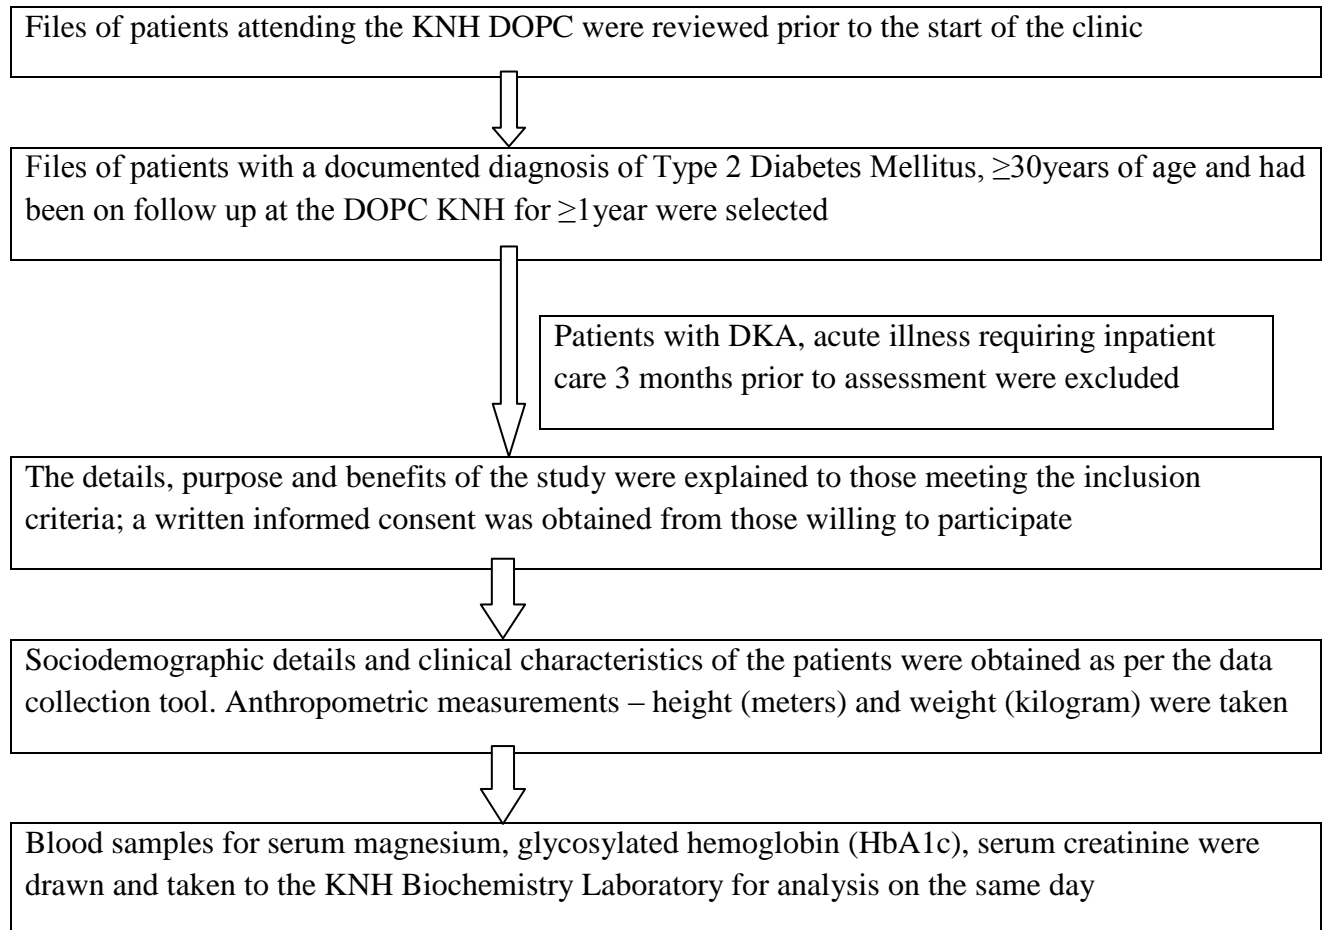 Files of patients attending the KNH DOPC were reviewed prior to the start of the clinic
Files of patients with a documented diagnosis of Type 2 Diabetes Mellitus, ≥30years of age and had
been on follow up at the DOPC KNH for ≥1year were selected
Patients with DKA, acute illness requiring inpatient
care 3 months prior to assessment were excluded
The details, purpose and benefits of the study were explained to those meeting the inclusion
criteria; a written informed consent was obtained from those willing to participate
Sociodemographic details and clinical characteristics of the patients were obtained as per the data
collection tool. Anthropometric measurements – height (meters) and weight (kilogram) were taken
Blood samples for serum magnesium, glycosylated hemoglobin (HbA1c), serum creatinine were
drawn and taken to the KNH Biochemistry Laboratory for analysis on the same day